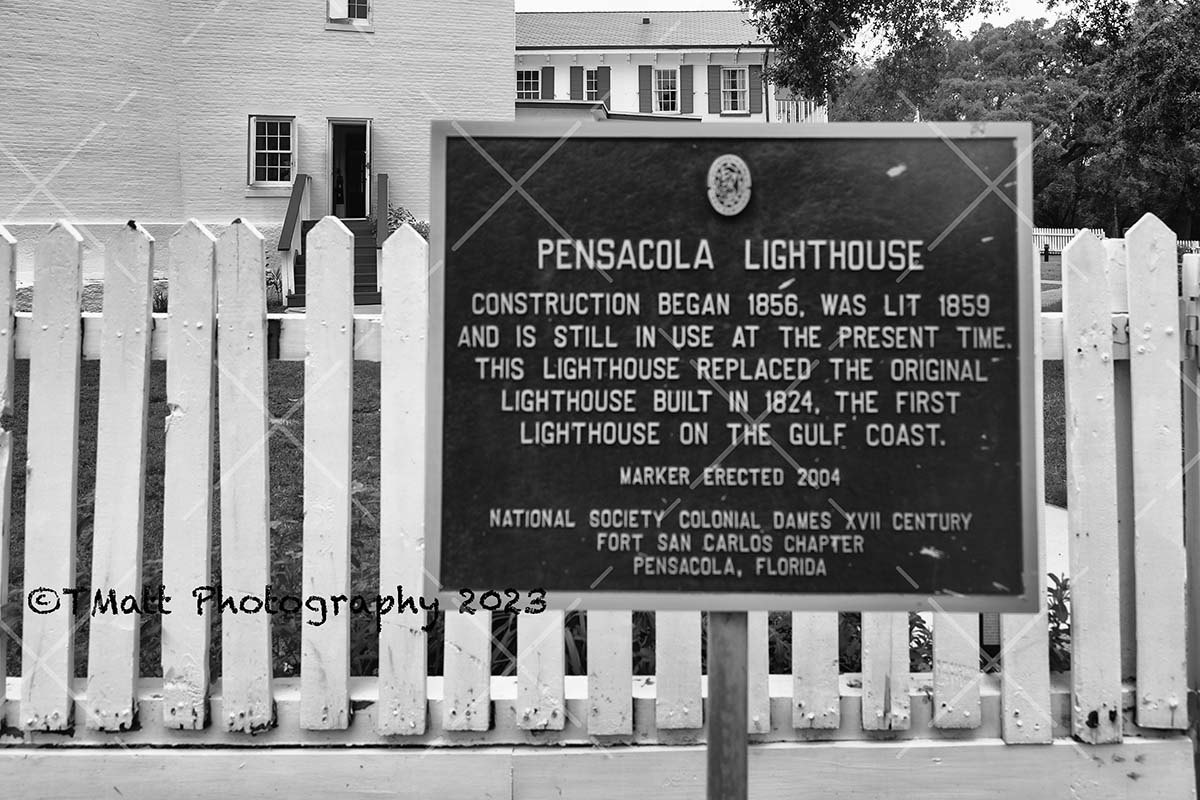 PENSACOLA LIGHTHOUSE
CONSTRUCTION BEGAN 1856, WAS LIT 1859
AND IS STILL IN USE AT THE PRESENT TIME.
THIS LIGHTHOUSE REPLACED THE ORIGINAL
LIGHTHOUSE BUILT IN 1824, THE FIRST
LIGHTHOUSE ON THE GULF COAST.
MARKER ERECTED 2004
NATIONAL SOCIETY COLONIAL DAMES XVII CENTURY
FORT SAN CARLOS CHAPTER
PENSACOLA, FLORIDA
©TMatt Photography 2023